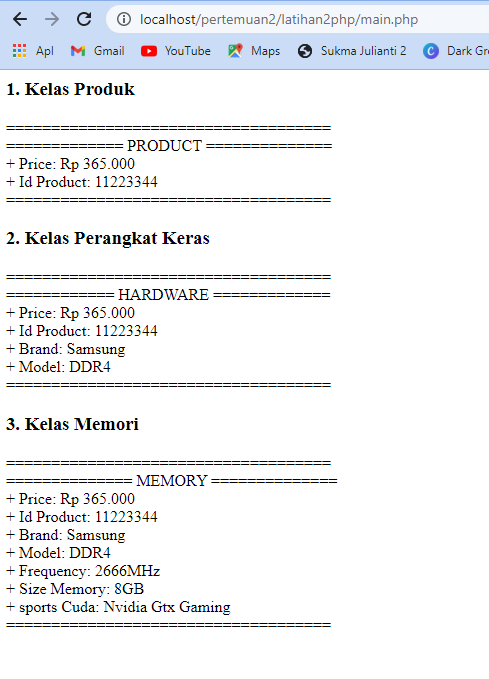 localhost/pertemuan2/latihan2php/main.php
Apl Gmail YouTube Maps Sukma Julianti 2 Dark Gr
1. Kelas Produk
====================================
============= PRODUCT ==============
+ Price: Rp 365.000
+ Id Product: 11223344
====================================
2. Kelas Perangkat Keras
====================================
============ HARDWARE =============
+ Price: Rp 365.000
+ Id Product: 11223344
+ Brand: Samsung
+ Model: DDR4
====================================
3. Kelas Memori
====================================
============== MEMORY ==============
+ Price: Rp 365.000
+ Id Product: 11223344
+ Brand: Samsung
+ Model: DDR4
+ Frequency: 2666MHz
+ Size Memory: 8GB
+ sports Cuda: Nvidia Gtx Gaming
====================================